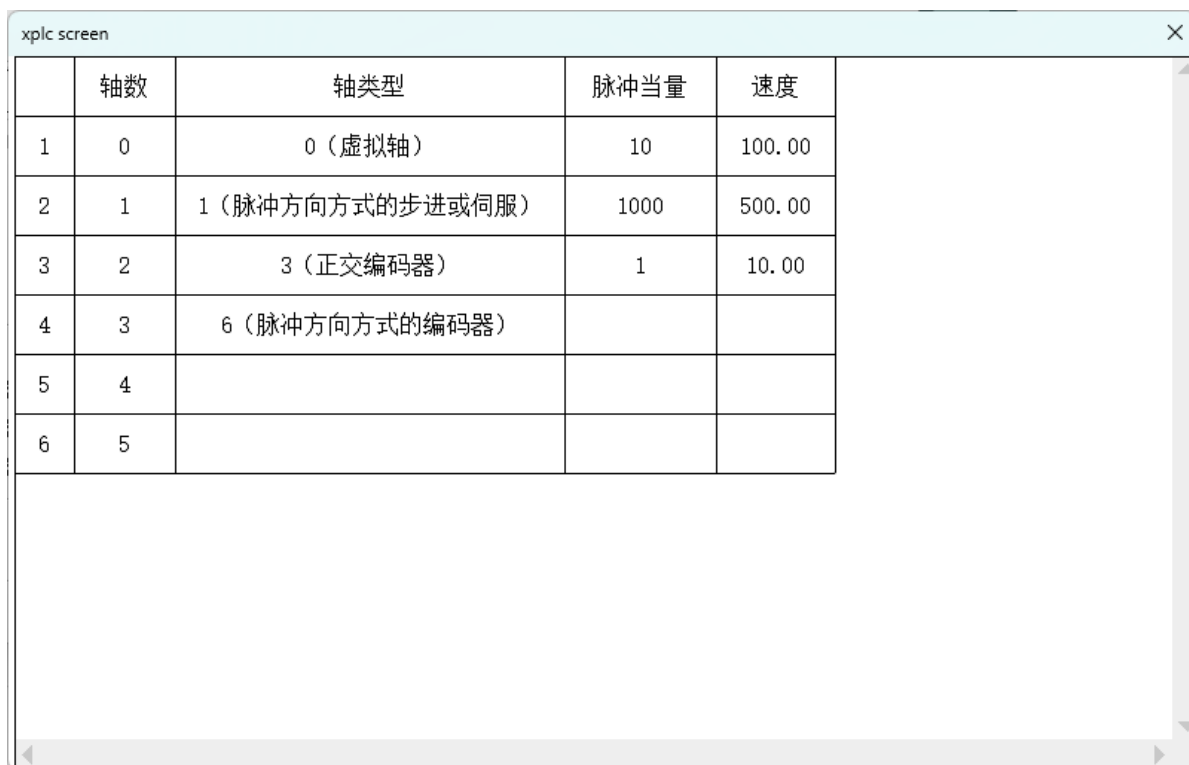 xplc screen
轴数 轴类型 脉冲当量 速度
1 0 0（虚拟轴） 10 100.00
2 1 1（脉冲方向方式的步进或伺服） 1000 500.00
3 2 3（正交编码器） 1 10.00
4 3 6（脉冲方向方式的编码器）
5 4
6 5